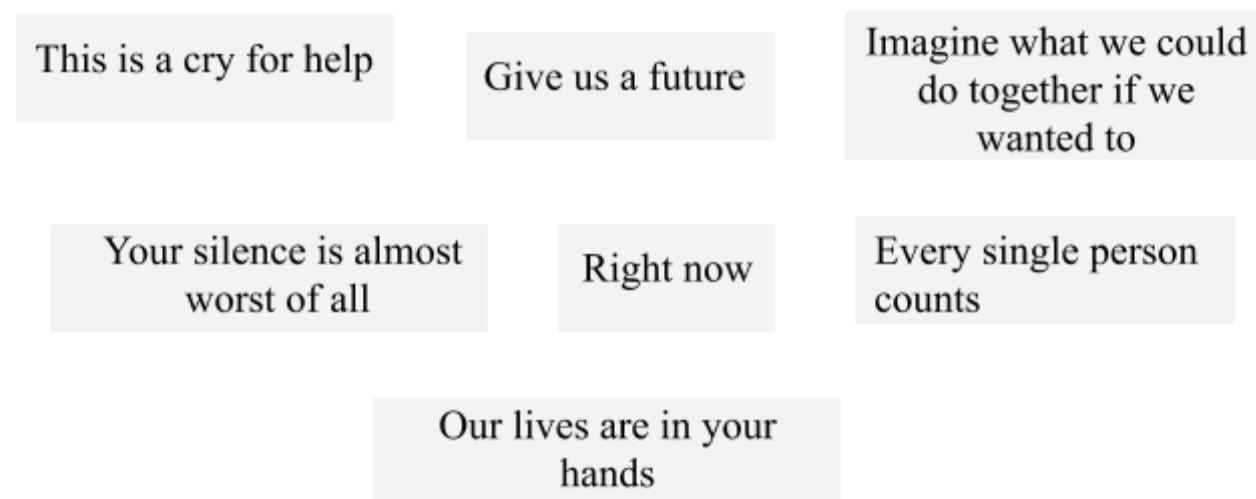 This is a cry for help
Give us a future
Imagine what we could
do together if we
wanted to
Your silence is almost
worst of all
Right now
Every single person
counts
Our lives are in your
hands